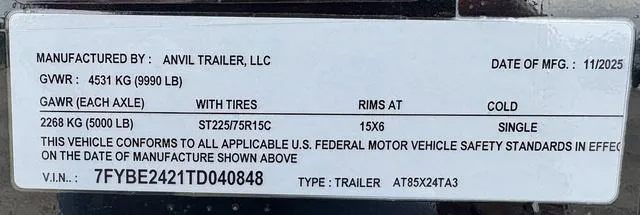 MANUFACTURED BY : ANVIL TRAILER, LLC DATE OF MFG. : 11/2025
GVWR : 4531 KG (9990 LB)
GAWR (EACH AXLE) WITH TIRES RIMS AT COLD
2268 KG (5000 LB) ST225/75R15C 15X6 SINGLE
THIS VEHICLE CONFORMS TO ALL APPLICABLE U.S. FEDERAL MOTOR VEHICLE SAFETY STANDARDS IN EFFEC
ON THE DATE OF MANUFACTURE SHOWN ABOVE
V.I.N.. : 7FYBE2421TD040848 TYPE : TRAILER AT85X24TA3